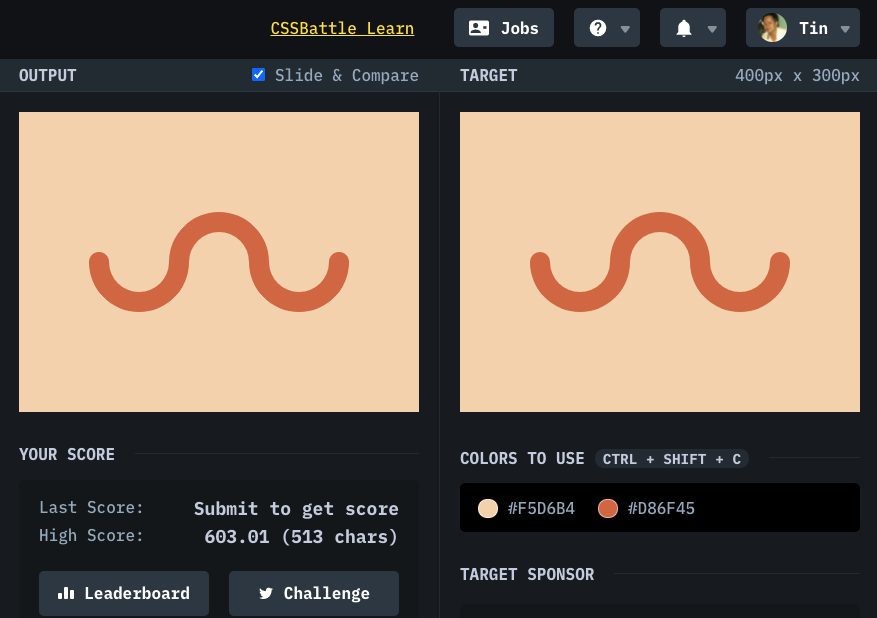 CSSBattle Learn
Jobs
Tin
OUTPUT
Slide & Compare
TARGET
400px x 300px
YOUR SCORE
Last Score:
Submit to get score
High Score:
603.01 (513 chars)
Leaderboard
Challenge
COLORS TO USE
CTRL + SHIFT + C
#F5D6B4
#D86F45
TARGET SPONSOR